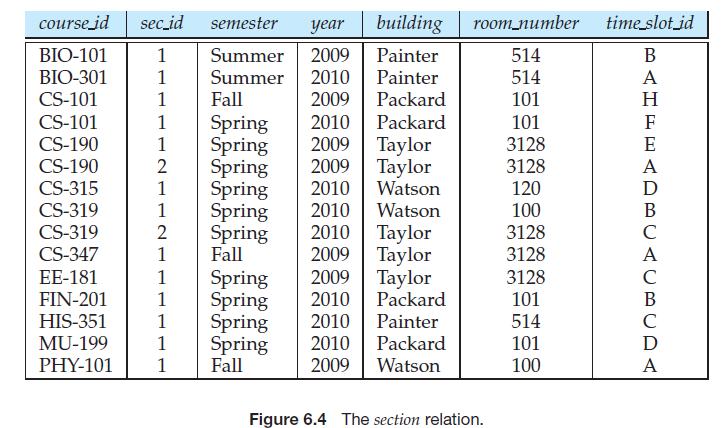 course_id sec_id semester year building room_number time_slot_id
BIO-101 1 Summer 2009 Painter 514 B
BIO-301 1 Summer 2010 Painter 514 A
CS-101 1 Fall 2009 Packard 101 H
CS-101 1 Spring 2010 Packard 101 F
CS-190 1 Spring 2009 Taylor 3128 E
CS-190 2 Spring 2009 Taylor 3128 A
CS-315 1 Spring 2010 Watson 120 D
CS-319 1 Spring 2010 Watson 100 B
CS-319 2 Spring 2010 Taylor 3128 C
CS-347 1 Fall 2009 Taylor 3128 A
EE-181 1 Spring 2009 Taylor 3128 C
FIN-201 1 Spring 2010 Packard 101 B
HIS-351 1 Spring 2010 Painter 514 C
MU-199 1 Spring 2010 Packard 101 D
PHY-101 1 Fall 2009 Watson 100 A
Figure 6.4 The section relation.